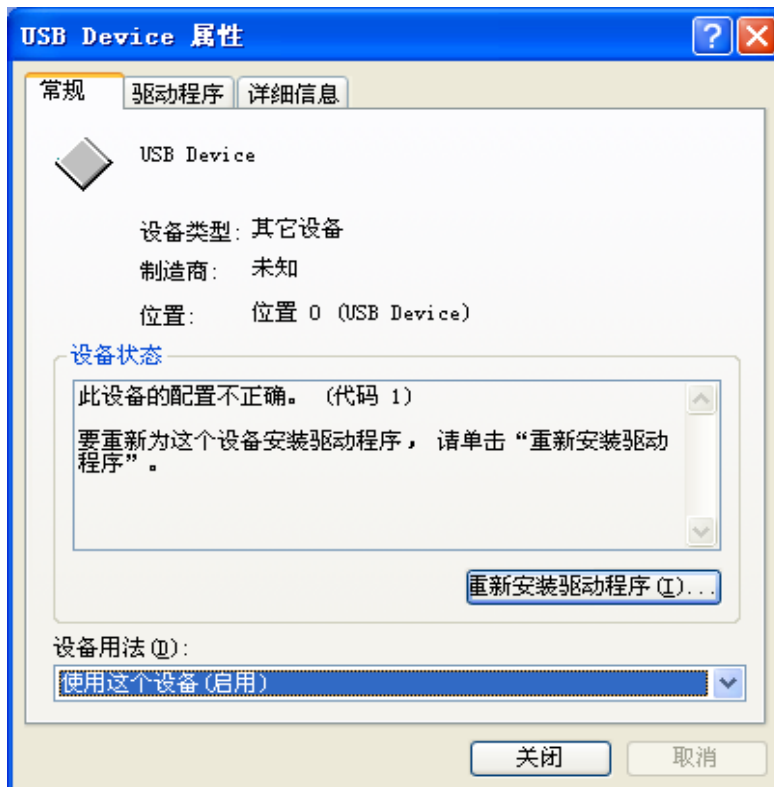 USB Device 属性
常规 驱动程序 详细信息
USB Device
设备类型: 其它设备
制造商: 未知
位置: 位置 0 (USB Device)
设备状态
此设备的配置不正确。 (代码 1)
要重新为这个设备安装驱动程序， 请单击“重新安装驱动
程序”。
重新安装驱动程序(I)...
设备用法(D):
使用这个设备(启用)
关闭 取消